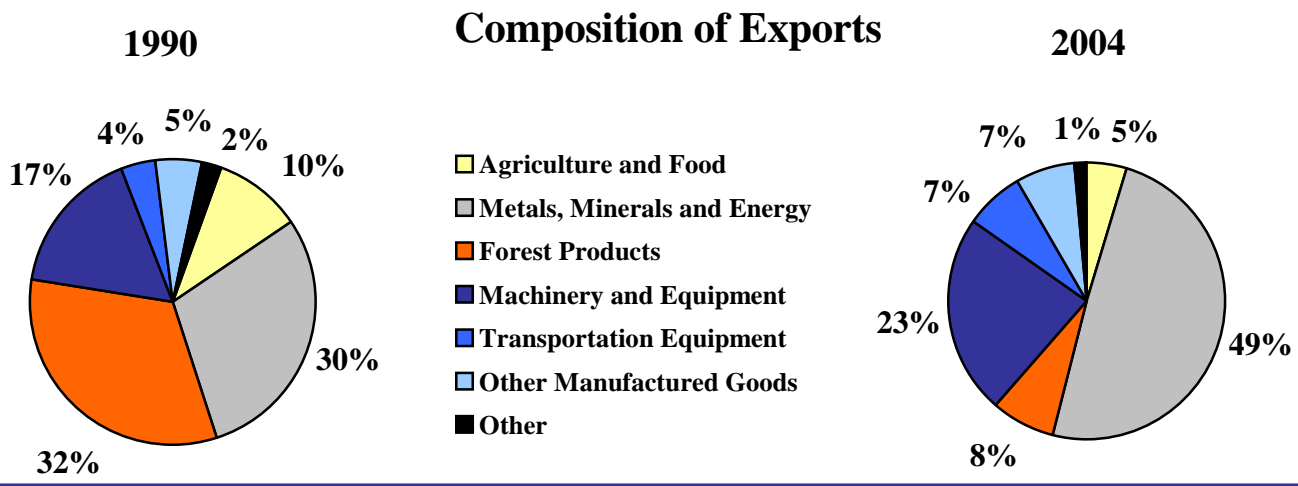 Composition of Exports
1990
4%
5%
2%
10%
17%
30%
32%
Agriculture and Food
Metals, Minerals and Energy
Forest Products
Machinery and Equipment
Transportation Equipment
Other Manufactured Goods
Other
2004
7%
1%
5%
7%
23%
49%
8%